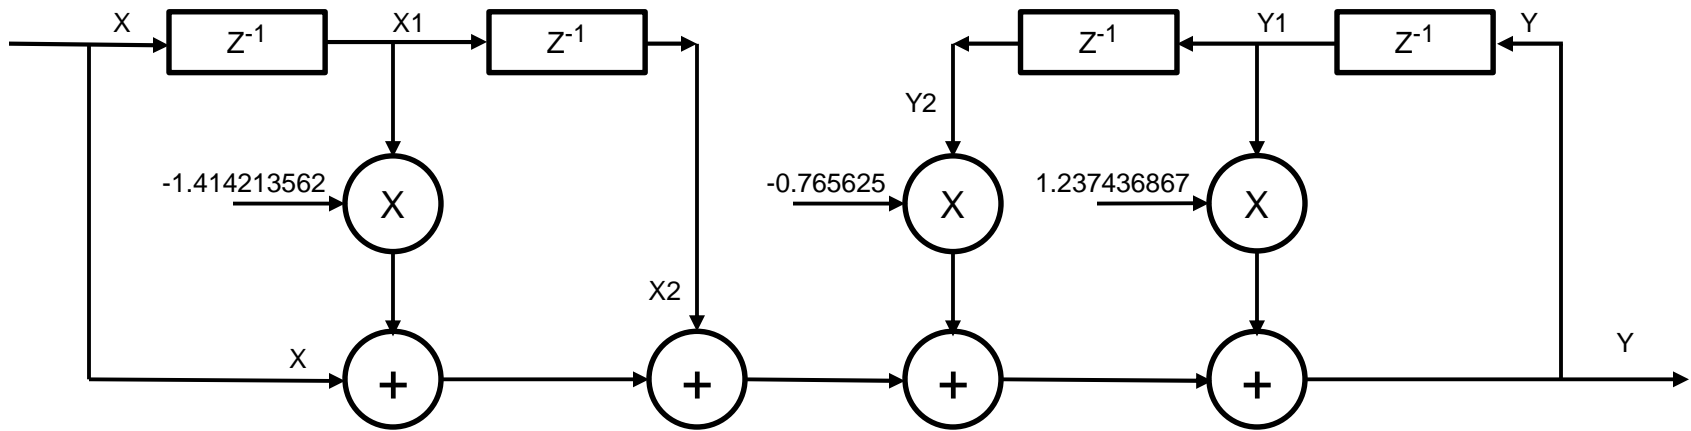 X
Z-1
X1
Z-1
Z-1
Y1
Z-1
Y
Y2
-1.414213562
X
-0.765625
X
1.237436867
X
X2
X
+
+
+
+
Y